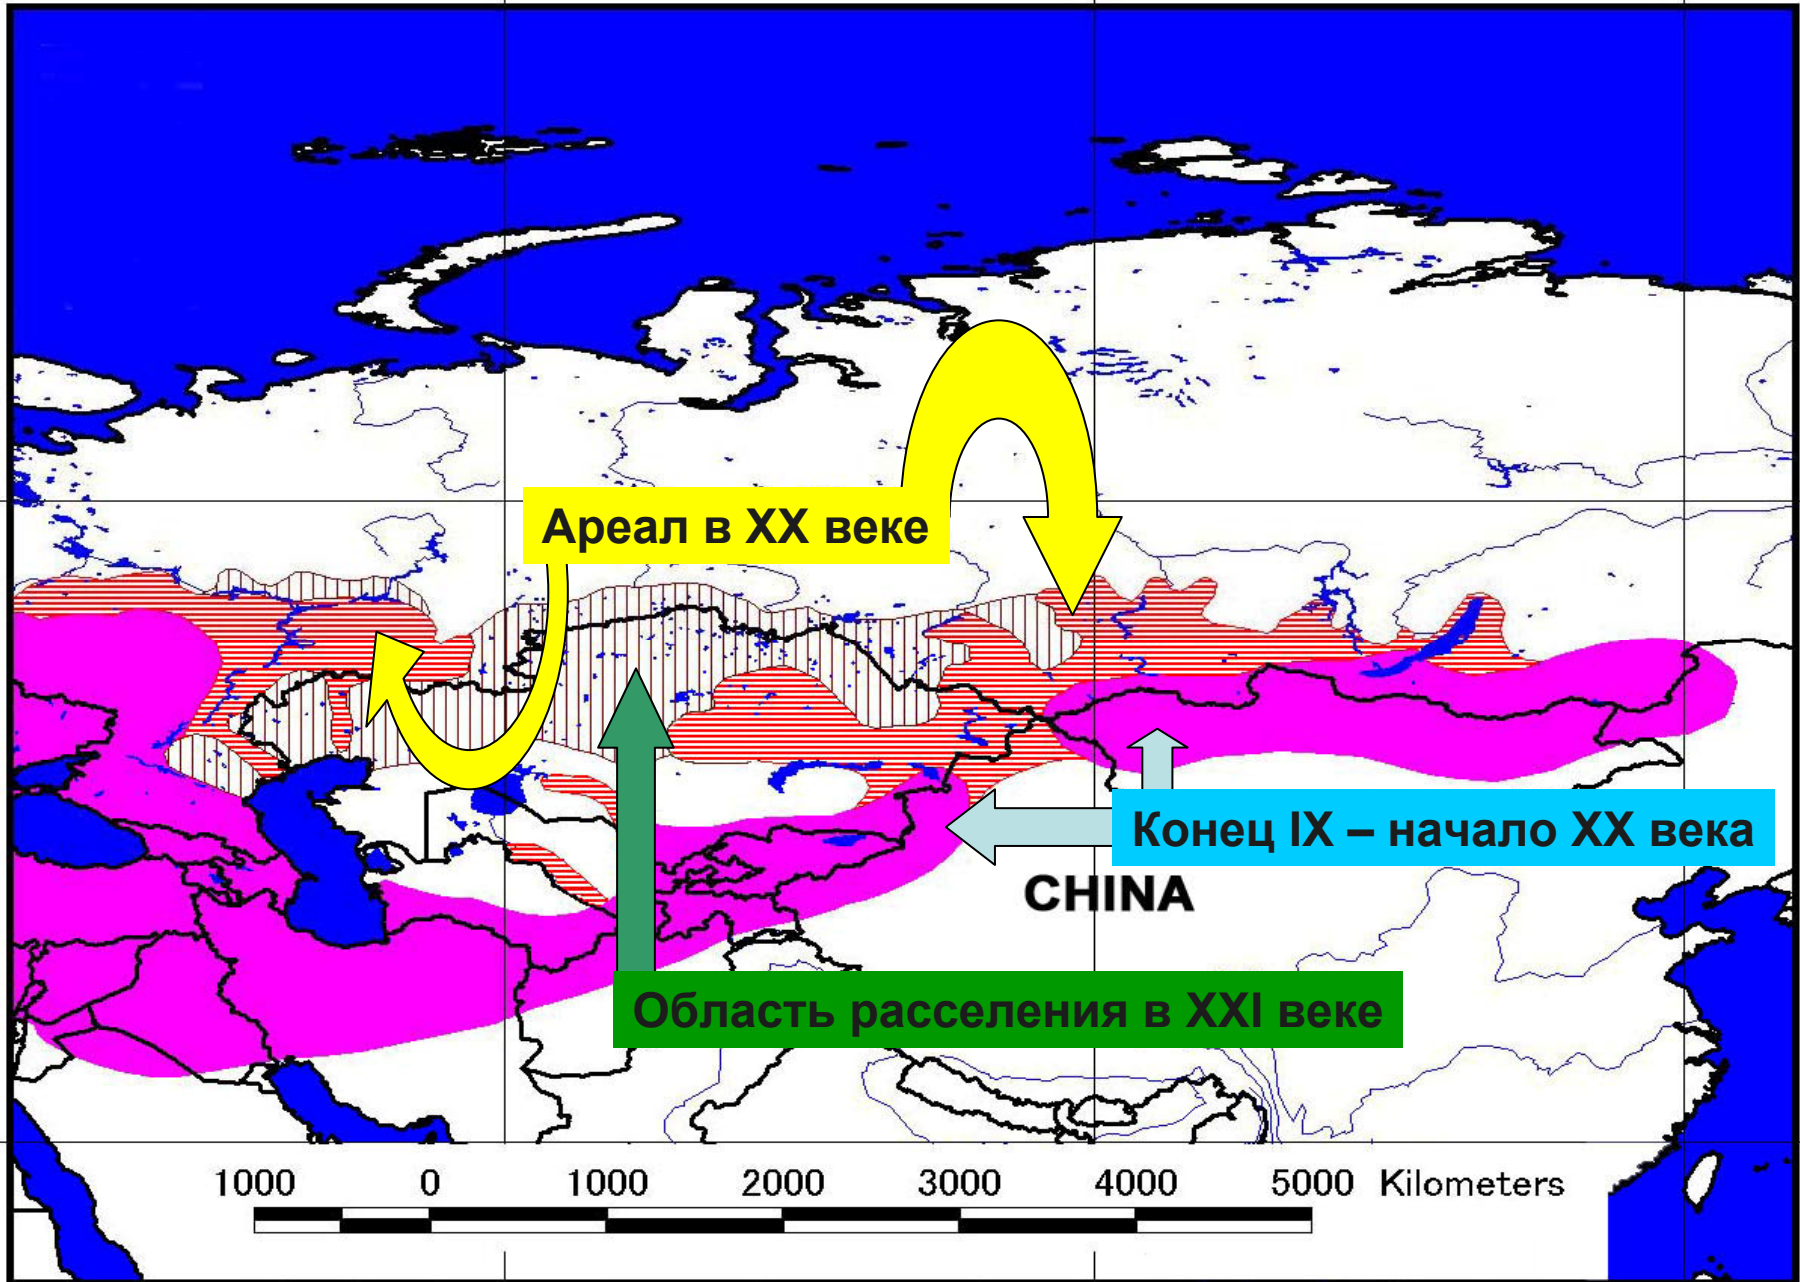 Ареал в XX веке
Конец IX – начало XX века
CHINA
Область расселения в XXI веке
1000 0 1000 2000 3000 4000 5000 Kilometers